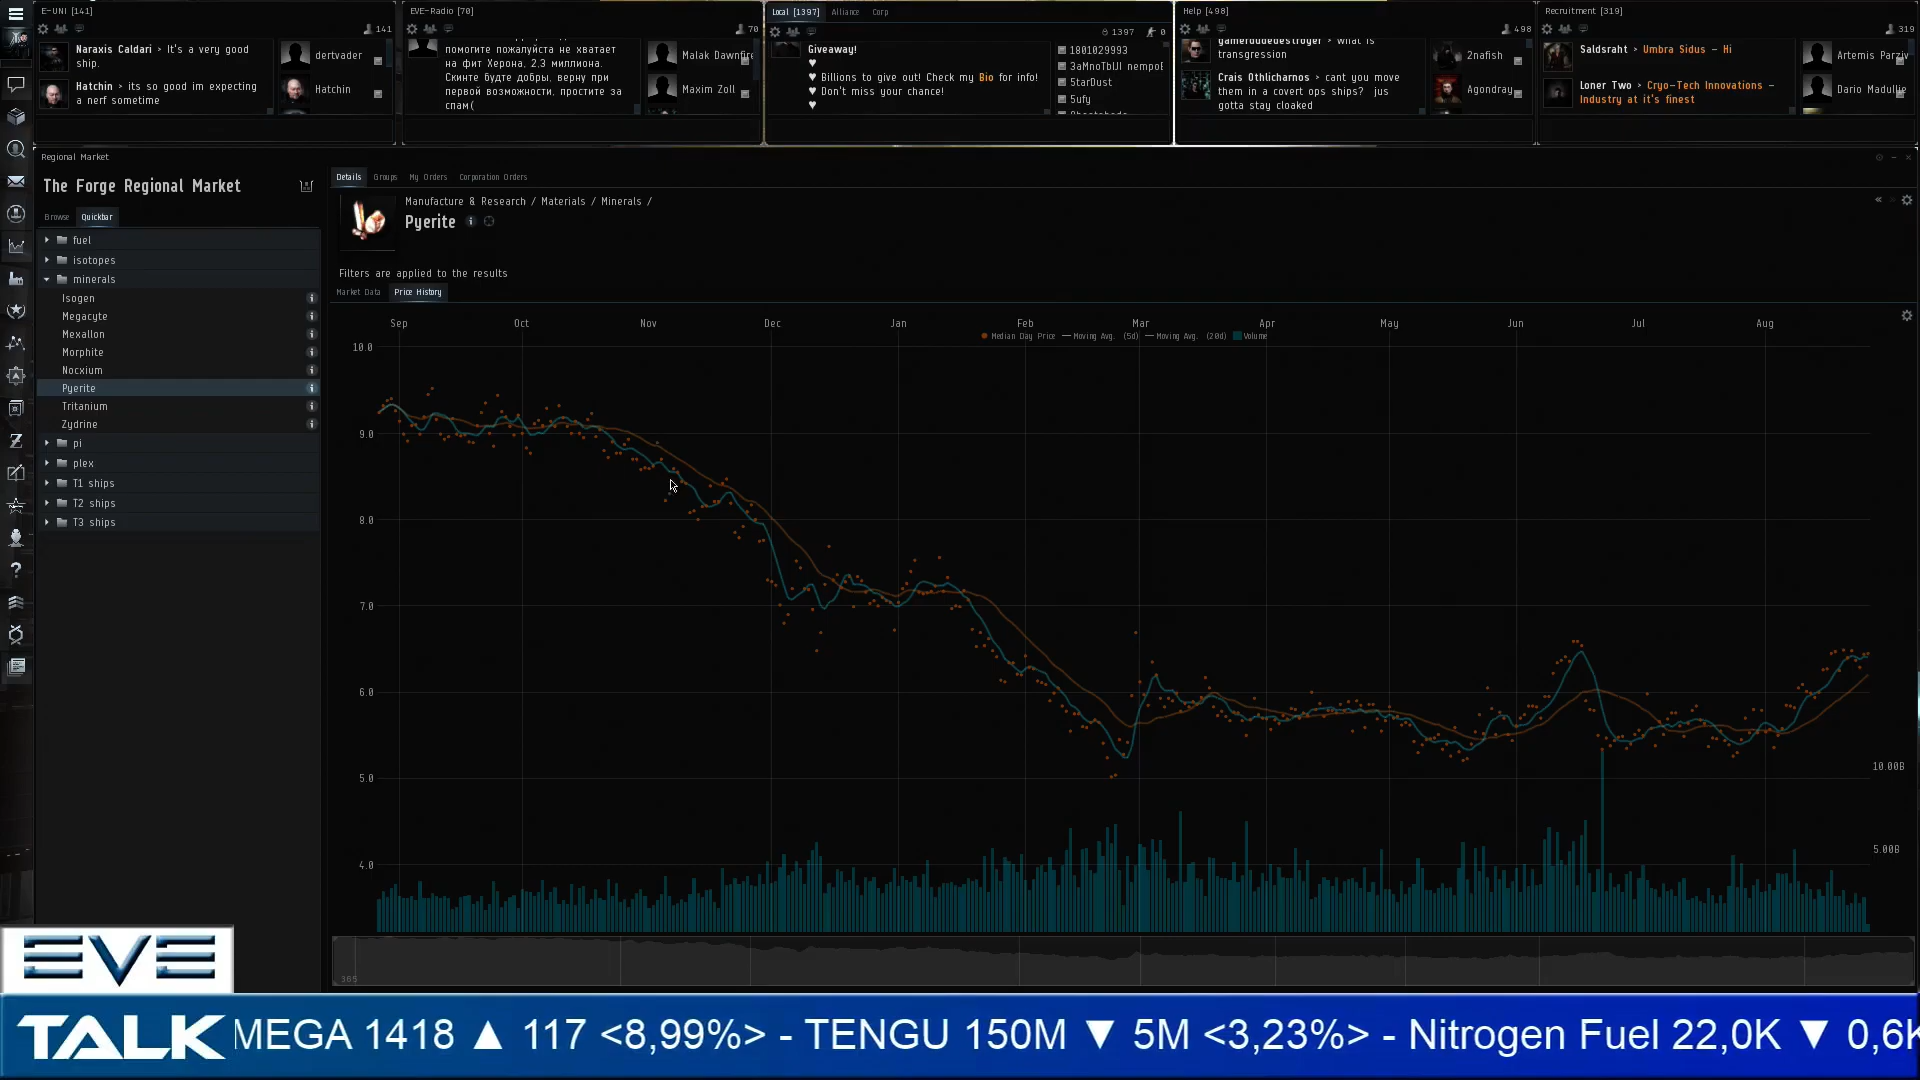 E-UNI [141]
141
Naraxis Caldari > It's a very good
ship.
Hatchin > its so good im expecting
a nerf sometime
dertvader
Hatchin
EVE-Radio [70]
70
помогите пожалуйста не хватает
на фит Херона, 2,3 миллиона.
Скинте будте добры, верну при
первой возможности, простите за
спам(
Malak Dawnfire
Maxim Zoll
Local [1397]
Alliance
Corp
1397
0
Giveaway!
♥
♥ Billions to give out! Check my Bio for info!
♥ Don't miss your chance!
♥
1801029993
5tarDust
5ufy
Help [498]
498
gamerdudedestroyer > what is
transgression
Crais Othlicharnos > cant you move
them in a covert ops ships? jus
gotta stay cloaked
2nafish
Agondray
Recruitment [319]
319
Saldsraht > Umbra Sidus - Hi
Loner Two > Cryo-Tech Innovations -
Industry at it's finest
Artemis Parziv
Dario Madullie
Regional Market
The Forge Regional Market
Browse
Quickbar
fuel
isotopes
minerals
Isogen
Megacyte
Mexallon
Morphite
Nocxium
Pyerite
Tritanium
Zydrine
pi
plex
T1 ships
T2 ships
T3 ships
Details
Groups
My Orders
Corporation Orders
Manufacture & Research / Materials / Minerals /
Pyerite
Filters are applied to the results
Market Data
Price History
Sep
Oct
Nov
Dec
Jan
Feb
Mar
Apr
May
Jun
Jul
Aug
Median Day Price
Moving Avg. (5d)
Moving Avg. (20d)
Volume
10.0
9.0
8.0
7.0
6.0
5.0
4.0
10.00B
5.00B
365
EVE
TALK
MEGA 1418 ▲ 117 <8,99%> - TENGU 150M ▼ 5M <3,23%> - Nitrogen Fuel 22,0K ▼ 0,6K